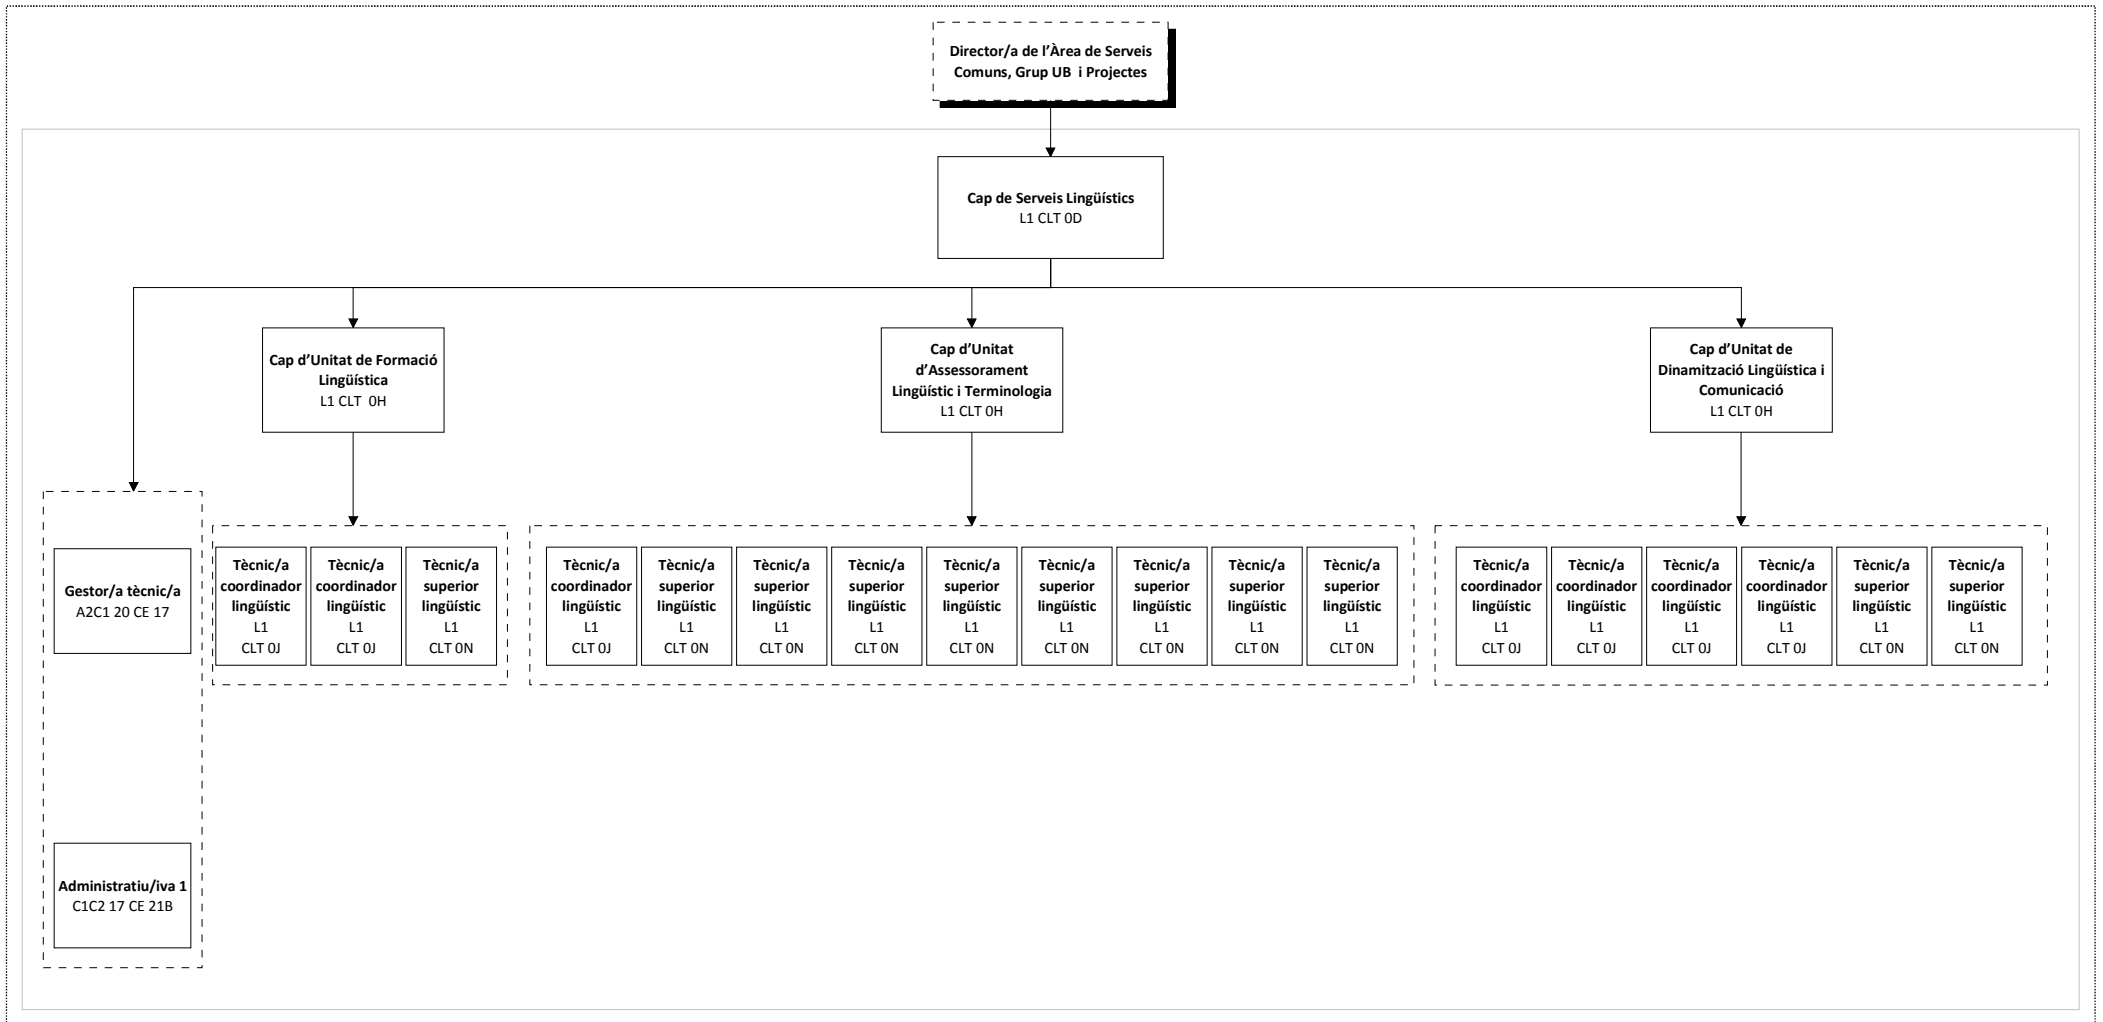 Director/a de l'Àrea de Serveis
Comuns, Grup UB i Projectes
Cap de Serveis Lingüístics
L1 CLT 0D
Cap d'Unitat de Formació
Lingüística
L1 CLT 0H
Cap d'Unitat
d'Assessorament
Lingüístic i Terminologia
L1 CLT 0H
Cap d'Unitat de
Dinamització Lingüística i
Comunicació
L1 CLT 0H
Gestor/a tècnic/a
A2C1 20 CE 17
Administratiu/iva 1
C1C2 17 CE 21B
Tècnic/a
coordinador
lingüístic
L1
CLT 0J
Tècnic/a
coordinador
lingüístic
L1
CLT 0J
Tècnic/a
superior
lingüístic
L1
CLT 0N
Tècnic/a
coordinador
lingüístic
L1
CLT 0J
Tècnic/a
superior
lingüístic
L1
CLT 0N
Tècnic/a
superior
lingüístic
L1
CLT 0N
Tècnic/a
superior
lingüístic
L1
CLT 0N
Tècnic/a
superior
lingüístic
L1
CLT 0N
Tècnic/a
superior
lingüístic
L1
CLT 0N
Tècnic/a
superior
lingüístic
L1
CLT 0N
Tècnic/a
superior
lingüístic
L1
CLT 0N
Tècnic/a
superior
lingüístic
L1
CLT 0N
Tècnic/a
coordinador
lingüístic
L1
CLT 0J
Tècnic/a
coordinador
lingüístic
L1
CLT 0J
Tècnic/a
coordinador
lingüístic
L1
CLT 0J
Tècnic/a
coordinador
lingüístic
L1
CLT 0J
Tècnic/a
superior
lingüístic
L1
CLT 0N
Tècnic/a
superior
lingüístic
L1
CLT 0N